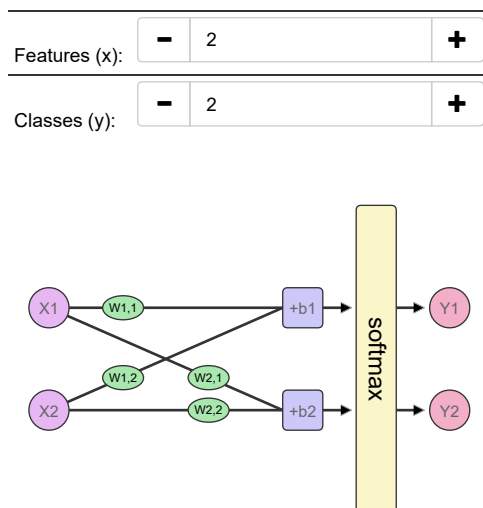 Features (x): - 2 +
Classes (y): - 2 +
X1 W1,1 +b1 Y1
softmax
W1,2 W2,1
X2 W2,2 +b2 Y2